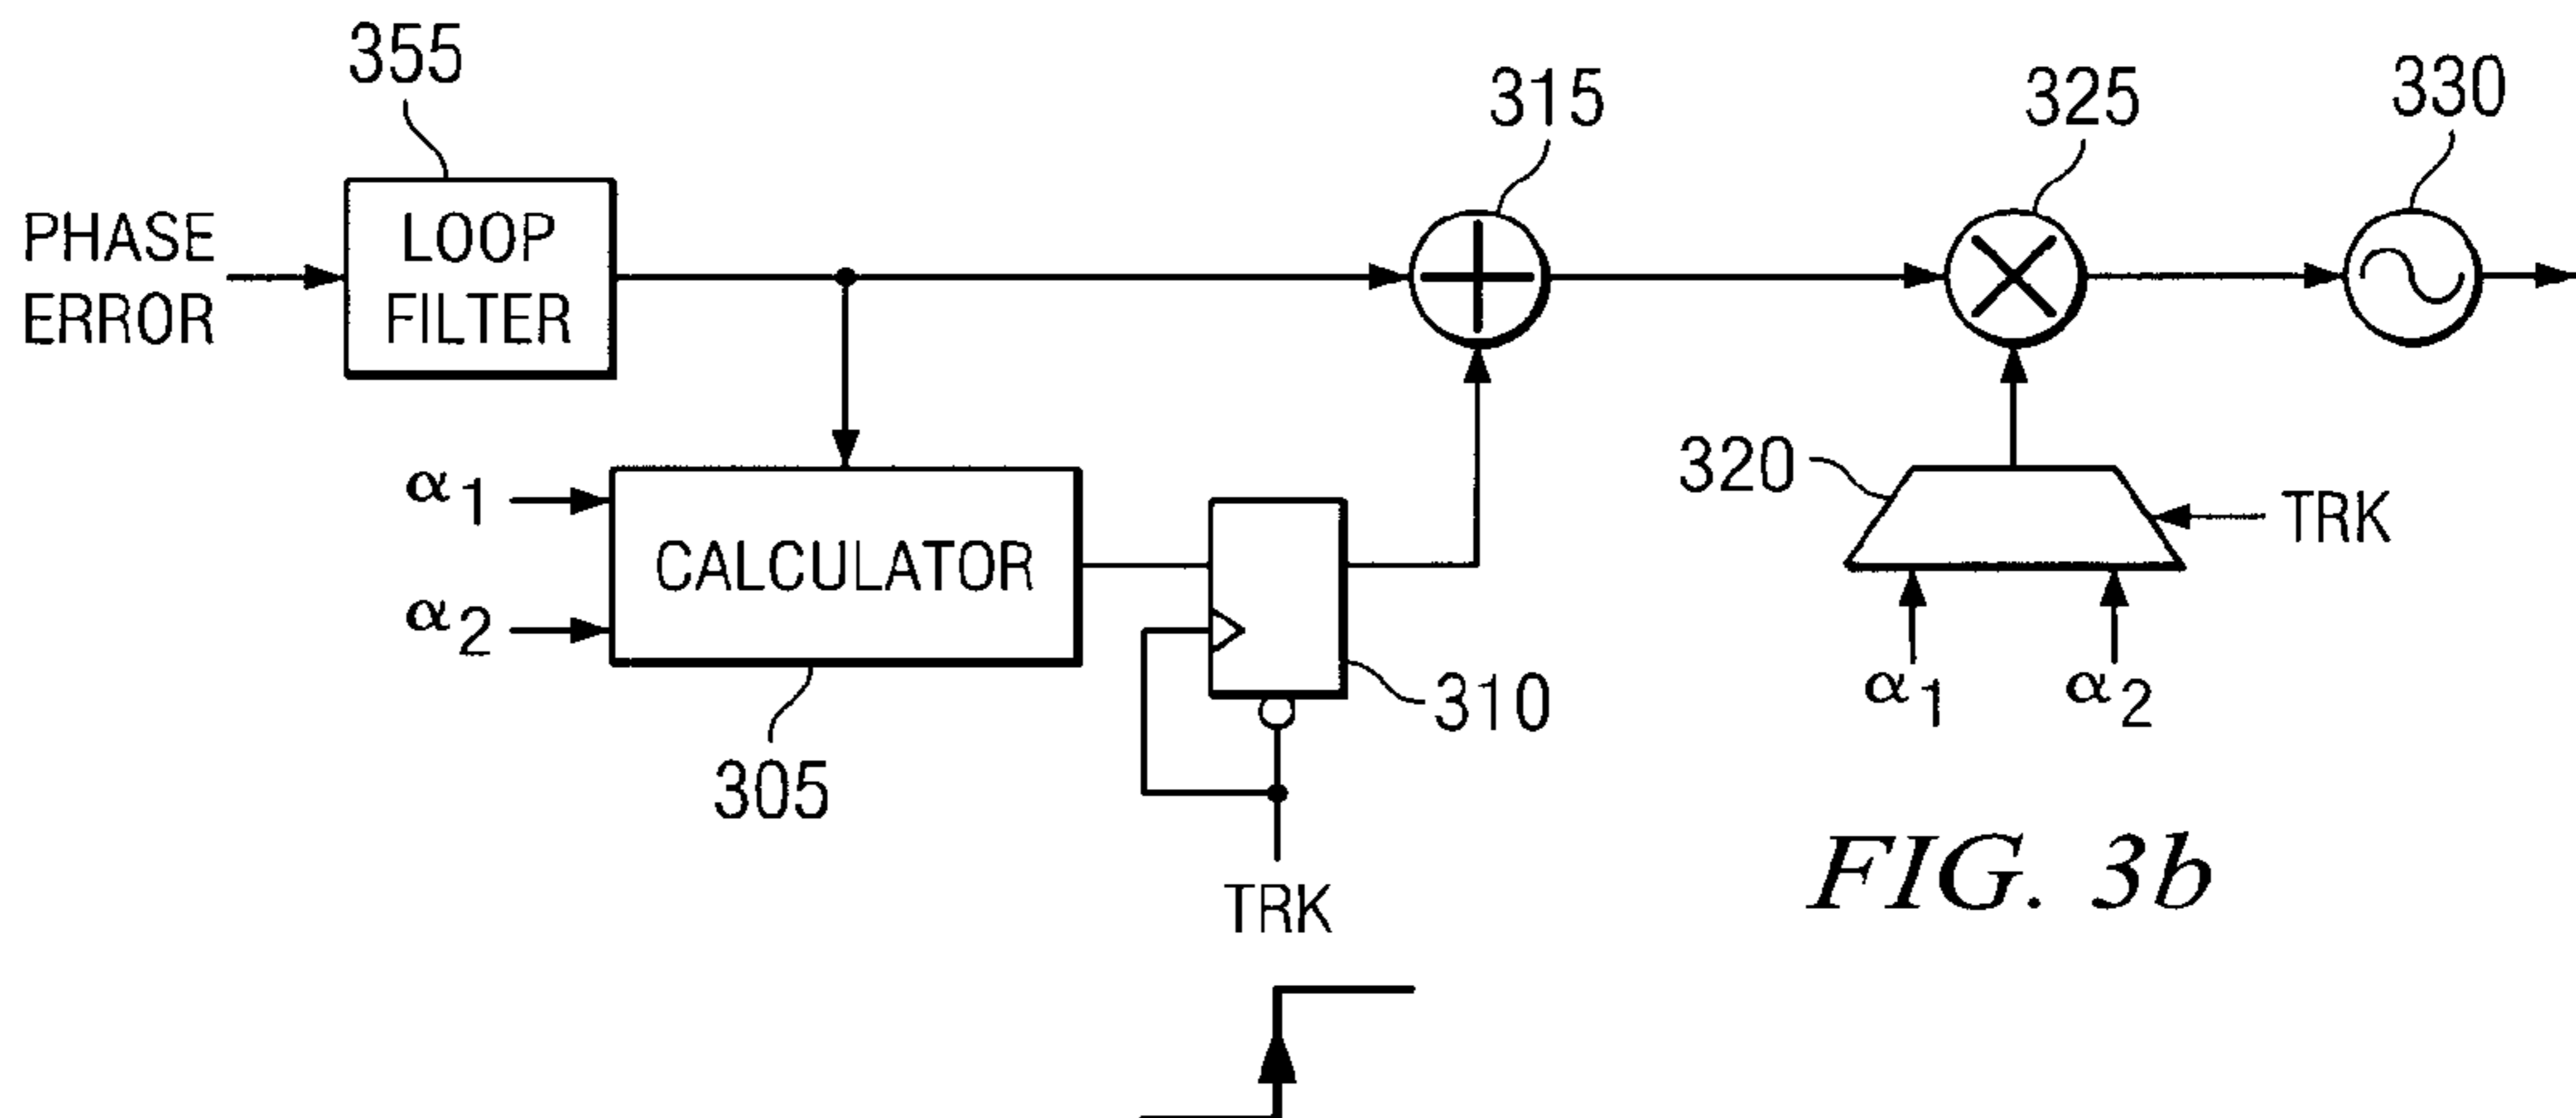 355
315
325
330
PHASE
ERROR
LOOP
FILTER
α1
α2
CALCULATOR
305
310
TRK
320
TRK
α1
α2
FIG. 3b